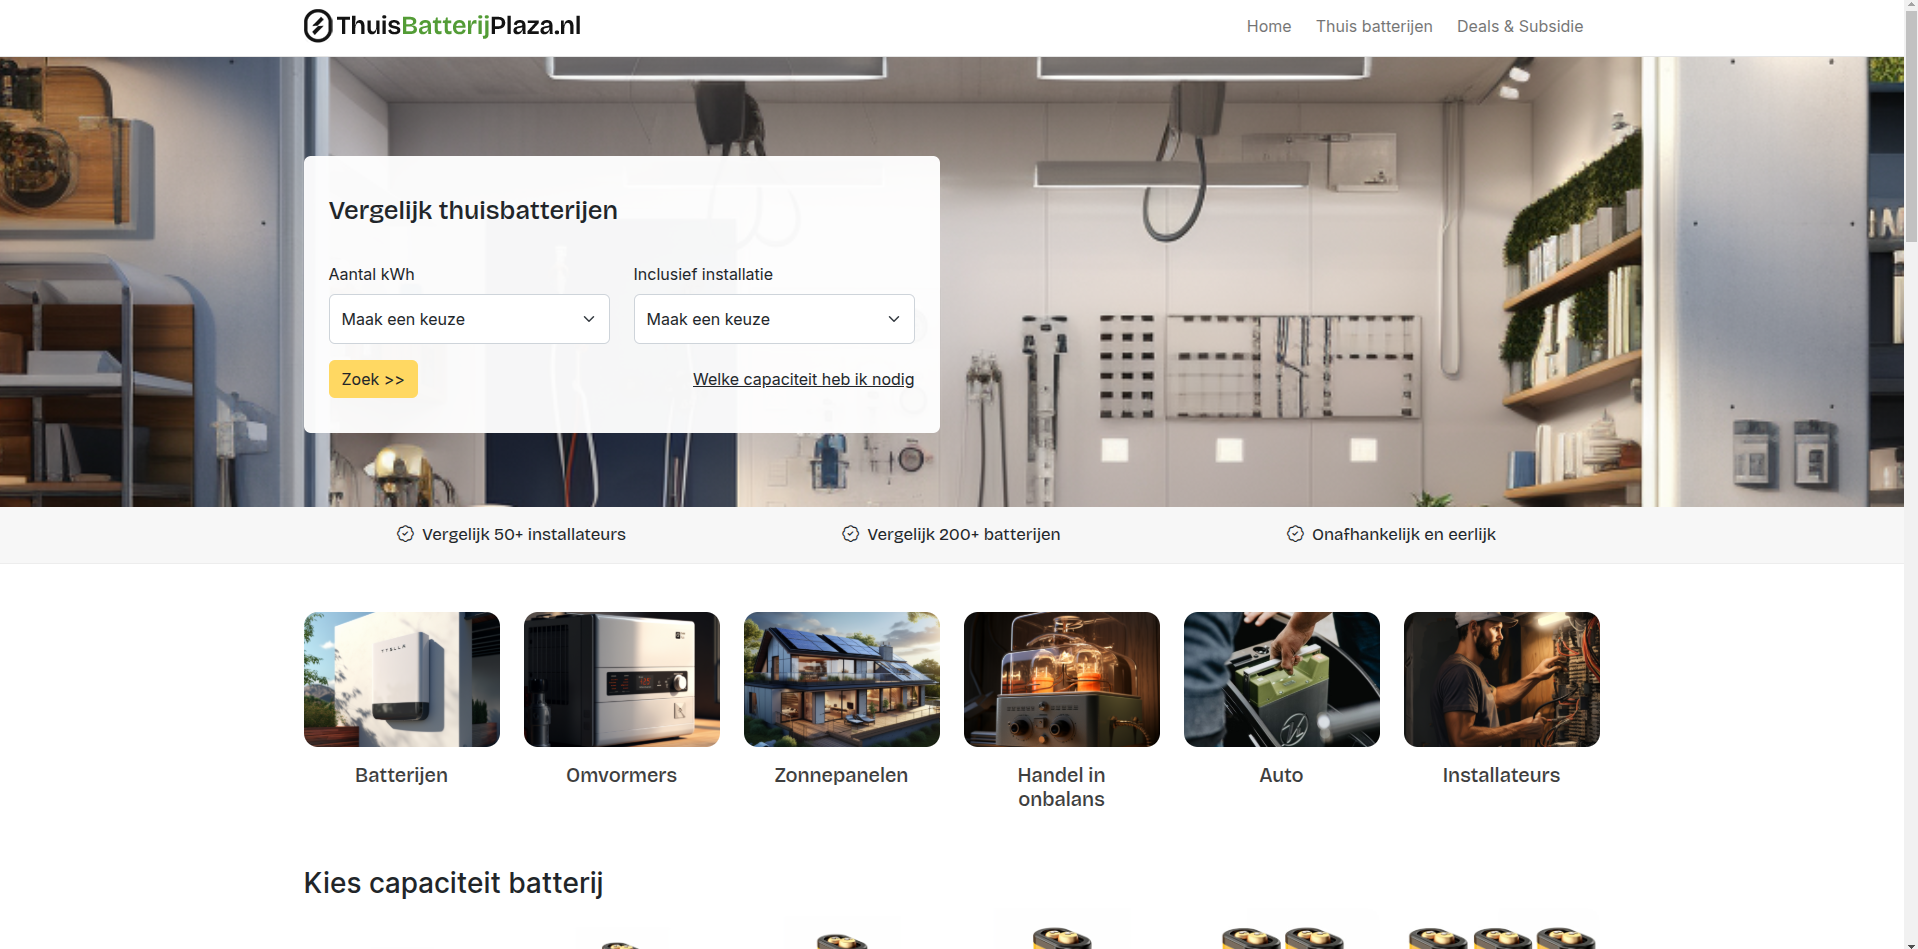 ThuisBatterijPlaza.nl
Home Thuis batterijen Deals & Subsidie
Vergelijk thuisbatterijen
Aantal kWh Inclusief installatie
Maak een keuze Maak een keuze
Zoek >> Welke capaciteit heb ik nodig
Vergelijk 50+ installateurs Vergelijk 200+ batterijen Onafhankelijk en eerlijk
Batterijen Omvormers Zonnepanelen Handel in onbalans Auto Installateurs
Kies capaciteit batterij